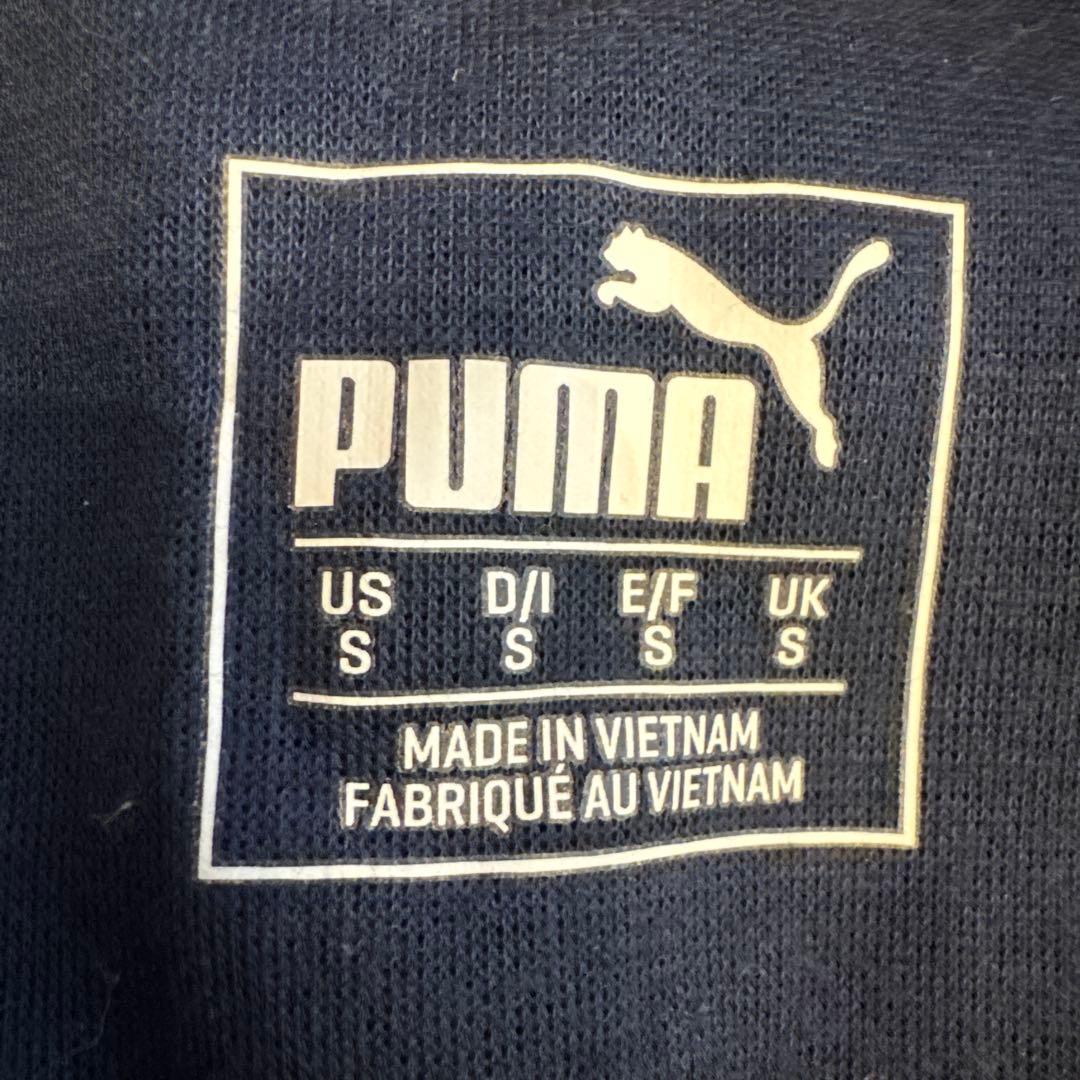 PUMA
US D/I E/F UK
S S S S
MADE IN VIETNAM
FABRIQUÉ AU VIETNAM